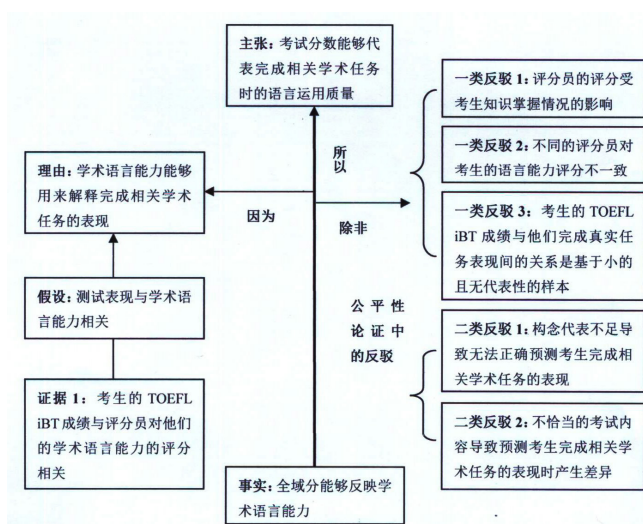 主张：考试分数能够代
表完成相关学术任务
时的语言运用质量
一类反驳 1：评分员的评分受
考生知识掌握情况的影响
一类反驳 2：不同的评分员对
考生的语言能力评分不一致
一类反驳 3：考生的 TOEFL
iBT 成绩与他们完成真实任
务表现间的关系是基于小的
且无代表性的样本
所
以
理由：学术语言能力能够
用来解释完成相关学术
任务的表现
因为
除非
假设：测试表现与学术语
言能力相关
公平性
论证中
的反驳
二类反驳 1：构念代表不足导
致无法正确预测考生完成相
关学术任务的表现
证据 1：考生的 TOEFL
iBT 成绩与评分员对他们
的学术语言能力的评分
相关
二类反驳 2：不恰当的考试内
容导致预测考生完成相关学
术任务的表现时产生差异
事实：全域分能够反映学
术语言能力